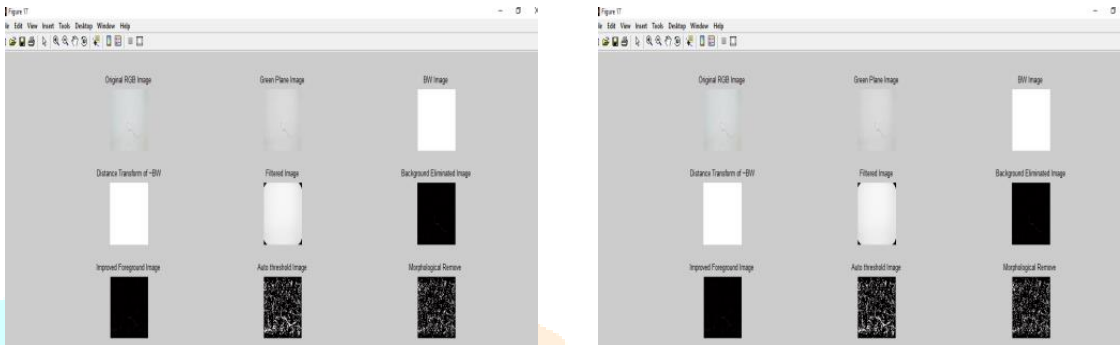 Figure 17
Edit View Insert Tools Desktop Window Help
Original RGB Image
Green Plane Image
BW Image
Distance Transform of ~BW
Filtered Image
Background Eliminated Image
Improved Foreground Image
Auto threshold Image
Morphological Remove
Figure 17
Edit View Insert Tools Desktop Window Help
Original RGB Image
Green Plane Image
BW Image
Distance Transform of ~BW
Filtered Image
Background Eliminated Image
Improved Foreground Image
Auto threshold Image
Morphological Remove